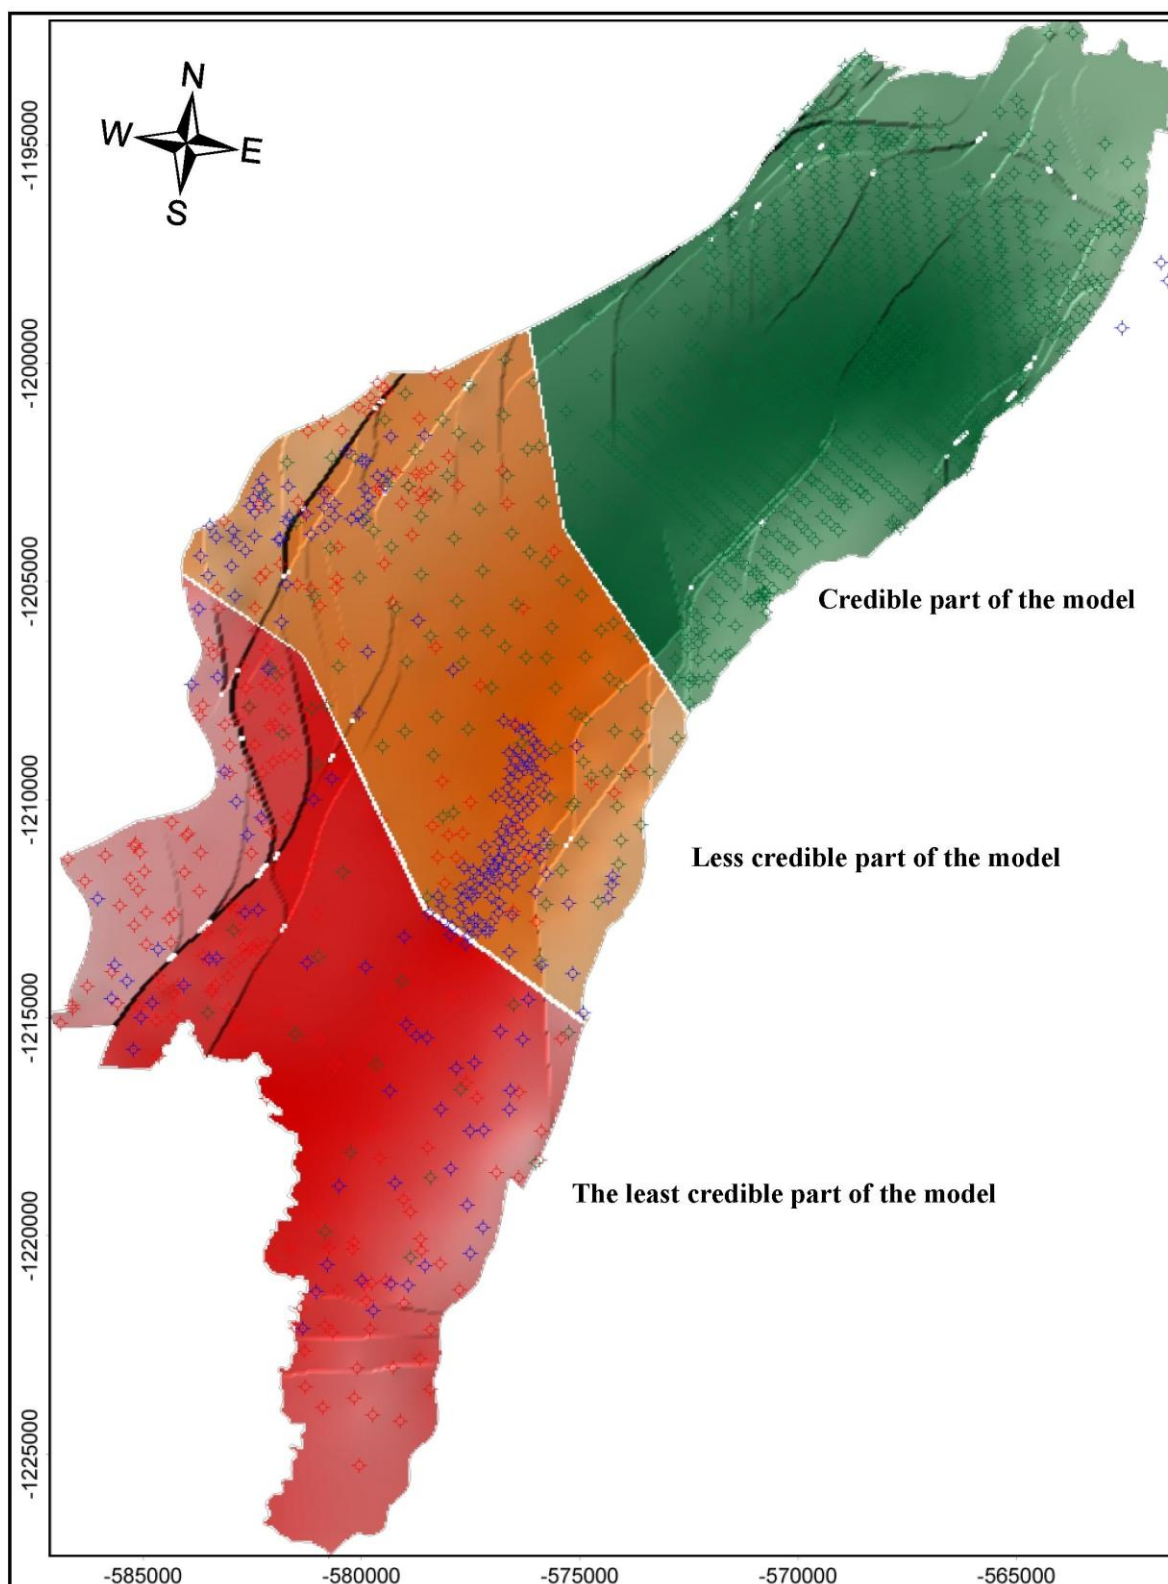 N
W
E
S
-1195000
-1200000
-1205000
Credible part of the model
-1210000
Less credible part of the model
-1215000
The least credible part of the model
-1220000
-1225000
-585000
-580000
-575000
-570000
-565000